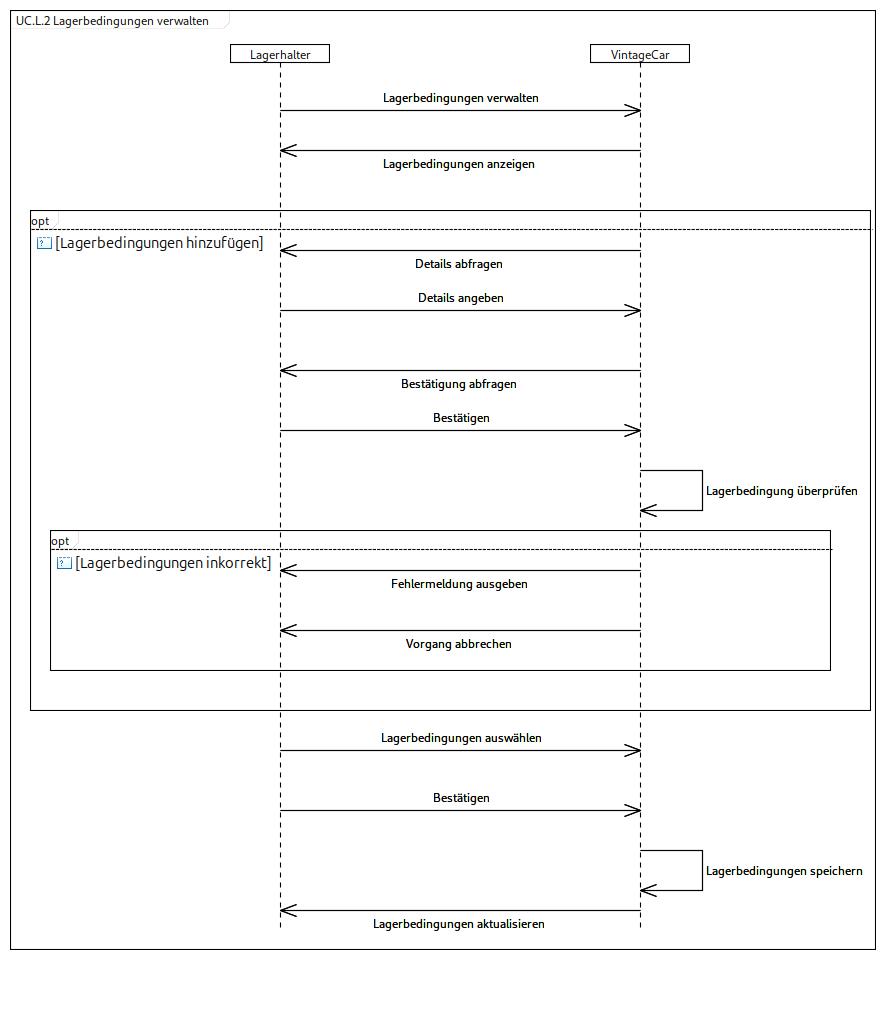 UC.L.2 Lagerbedingungen verwalten
Lagerhalter
VintageCar
Lagerbedingungen verwalten
Lagerbedingungen anzeigen
opt
[Lagerbedingungen hinzufügen]
Details abfragen
Details angeben
Bestätigung abfragen
Bestätigen
Lagerbedingung überprüfen
opt
[Lagerbedingungen inkorrekt]
Fehlermeldung ausgeben
Vorgang abbrechen
Lagerbedingungen auswählen
Bestätigen
Lagerbedingungen speichern
Lagerbedingungen aktualisieren